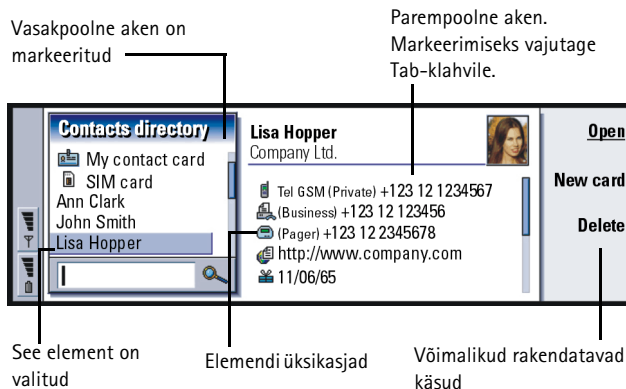 Vasakpoolne aken on
markeeritud
Parempoolne aken.
Markeerimiseks vajutage
Tab-klahvile.
Contacts directory
My contact card
SIM card
Ann Clark
John Smith
Lisa Hopper
Lisa Hopper
Company Ltd.
Tel GSM (Private) +123 12 1234567
(Business) +123 12 123456
(Pager) +123 12 2345678
http://www.company.com
11/06/65
Open
New card
Delete
See element on
valitud
Elemendi üksikasjad
Võimalikud rakendatavad
käsud